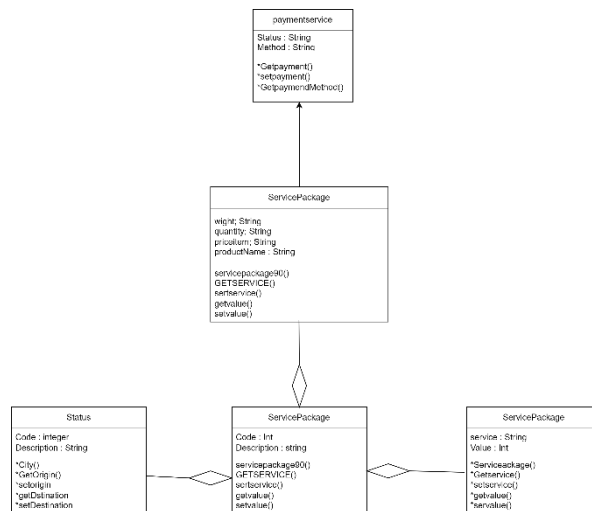 paymentservice
Status : String
Method : String
*Getpayment()
*setpayment()
*GetpaymendMethod()
ServicePackage
wight; String
quantity; String
priceitem; String
productName : String
servicepackage90()
GETSERVICE()
sertservice()
getvalue()
setvalue()
Status
Code : integer
Description : String
*City()
*GetOrigin()
*setorigin
*getDstination
*setDestination
ServicePackage
Code : Int
Description : string
servicepackage90()
GETSERVICE()
sertservice()
getvalue()
setvalue()
ServicePackage
service : String
Value : Int
*Serviceackage()
*Getservice()
*setservice()
*getvalue()
*servalue()